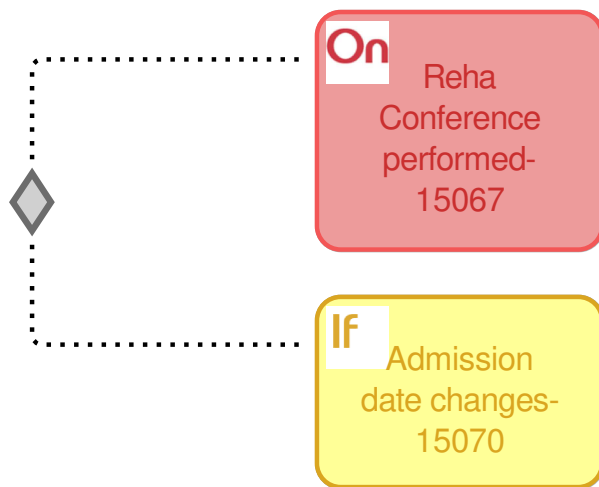 On
Reha
Conference
performed-
15067
If
Admission
date changes-
15070